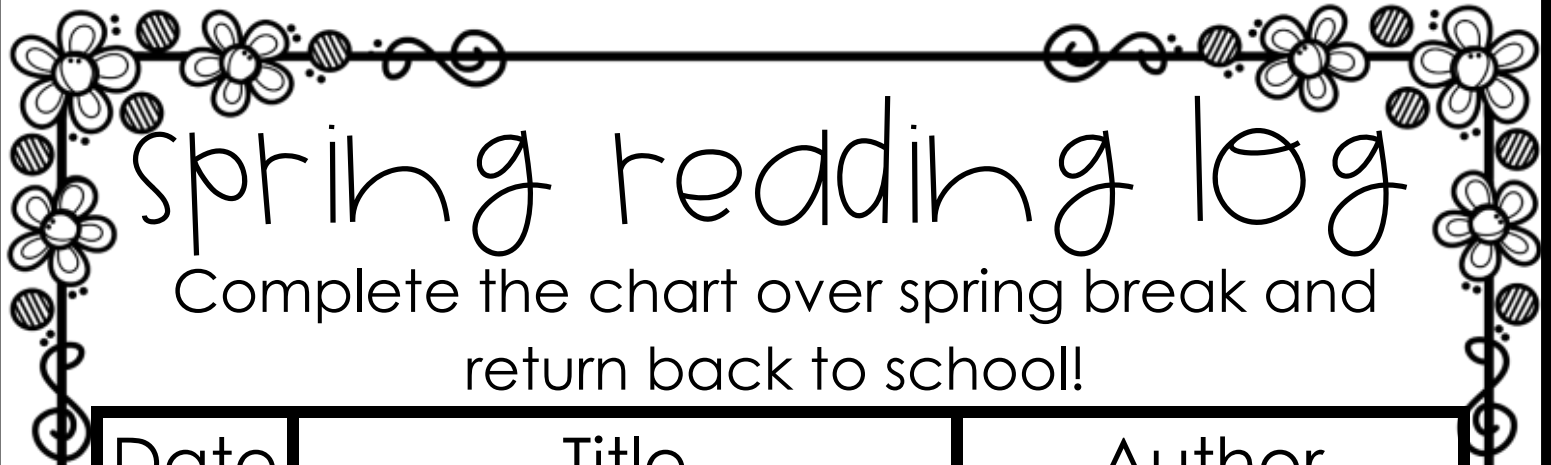 spring reading log
Complete the chart over spring break and
return back to school!
Date Title Author